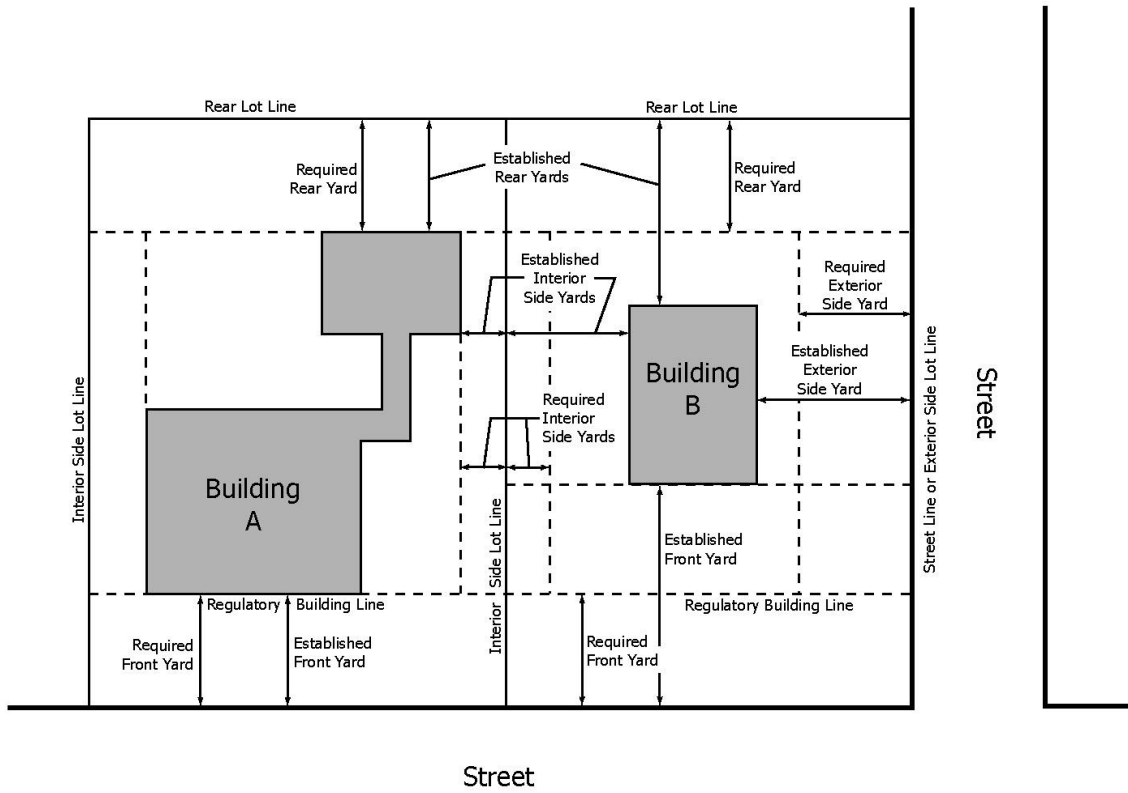 Rear Lot Line
Rear Lot Line
Required
Rear Yard
Established
Rear Yards
Required
Rear Yard
Established
Interior
Side Yards
Required
Exterior
Side Yard
Established
Exterior
Side Yard
Building
B
Required
Interior
Side Yards
Building
A
Interior Side Lot Line
Interior Side Lot Line
Street Line or Exterior Side Lot Line
Street
Established
Front Yard
Regulatory Building Line
Regulatory Building Line
Required
Front Yard
Established
Front Yard
Required
Front Yard
Street